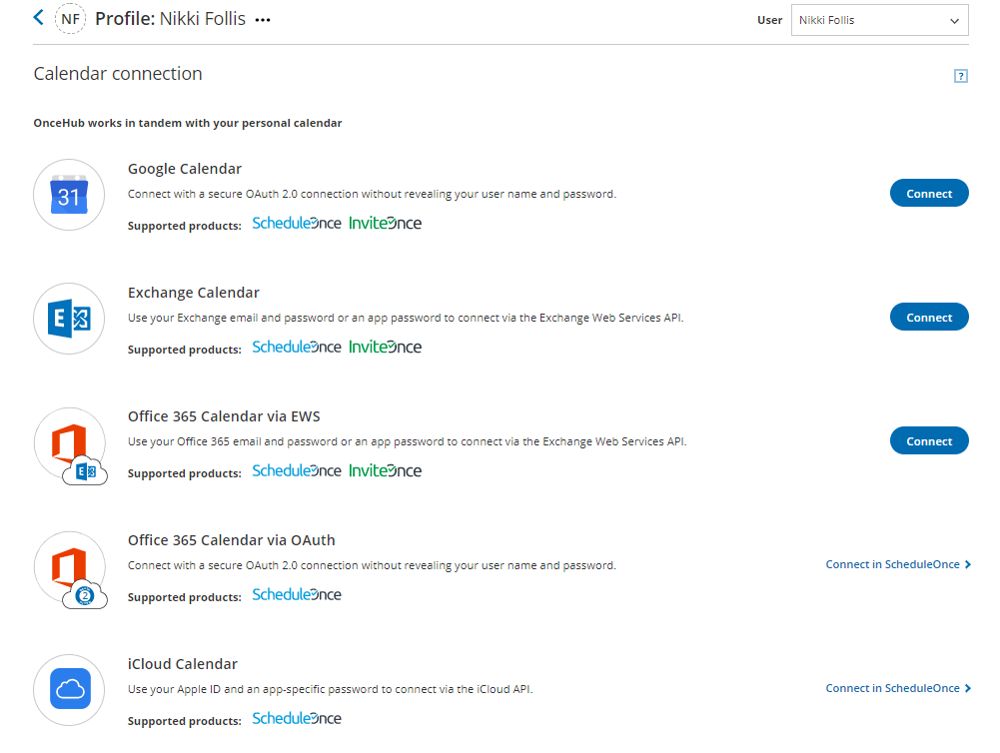 NF Profile: Nikki Follis ••• User Nikki Follis
Calendar connection ?
OnceHub works in tandem with your personal calendar
31
Google Calendar
Connect with a secure OAuth 2.0 connection without revealing your user name and password.
Connect
Supported products: ScheduleOnce InviteOnce
E
Exchange Calendar
Use your Exchange email and password or an app password to connect via the Exchange Web Services API.
Connect
Supported products: ScheduleOnce InviteOnce
Office 365 Calendar via EWS
Use your Office 365 email and password or an app password to connect via the Exchange Web Services API.
Connect
E
Supported products: ScheduleOnce InviteOnce
Office 365 Calendar via OAuth
Connect with a secure OAuth 2.0 connection without revealing your user name and password.
Connect in ScheduleOnce
2
Supported products: ScheduleOnce
iCloud Calendar
Use your Apple ID and an app-specific password to connect via the iCloud API.
Connect in ScheduleOnce
Supported products: ScheduleOnce